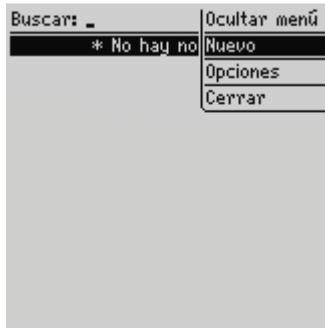 Buscar: _
Ocultar menú
* No hay no
Nuevo
Opciones
Cerrar